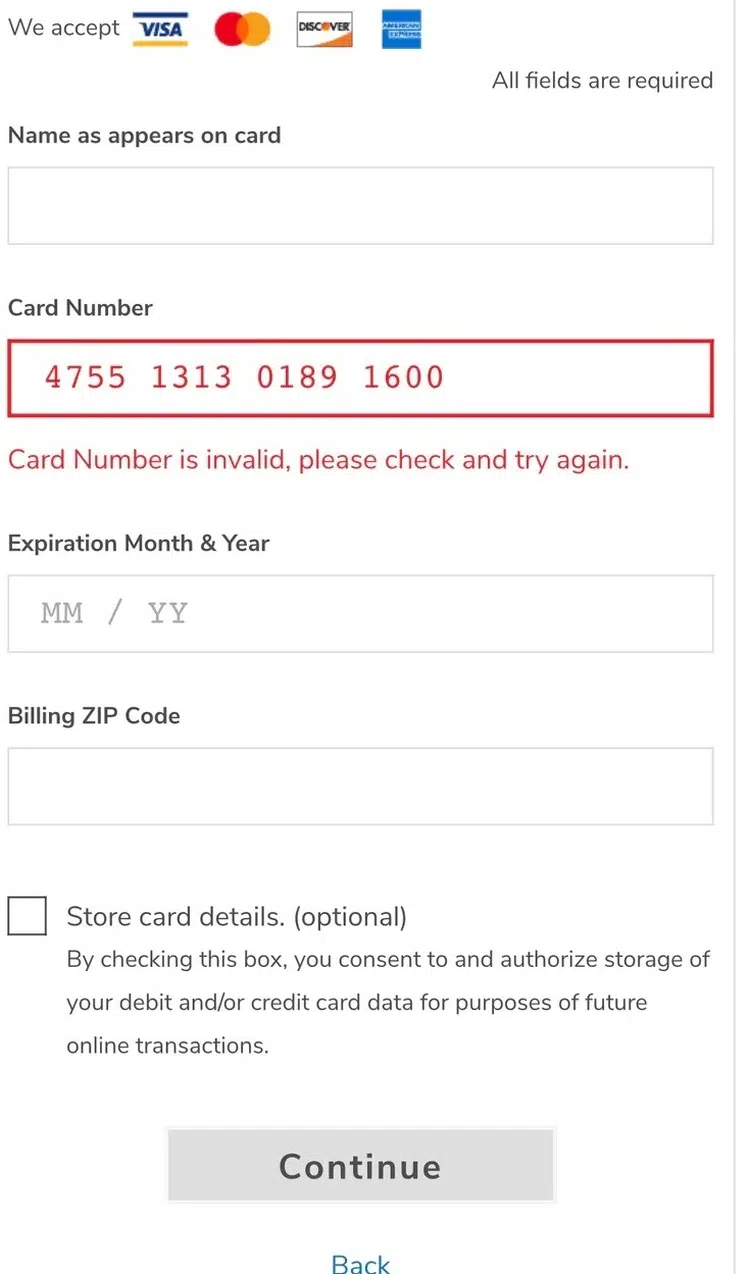 We accept VISA DISCOVER AMERICAN EXPRESS
All fields are required
Name as appears on card
Card Number
4755 1313 0189 1600
Card Number is invalid, please check and try again.
Expiration Month & Year
MM / YY
Billing ZIP Code
Store card details. (optional)
By checking this box, you consent to and authorize storage of
your debit and/or credit card data for purposes of future
online transactions.
Continue
Back